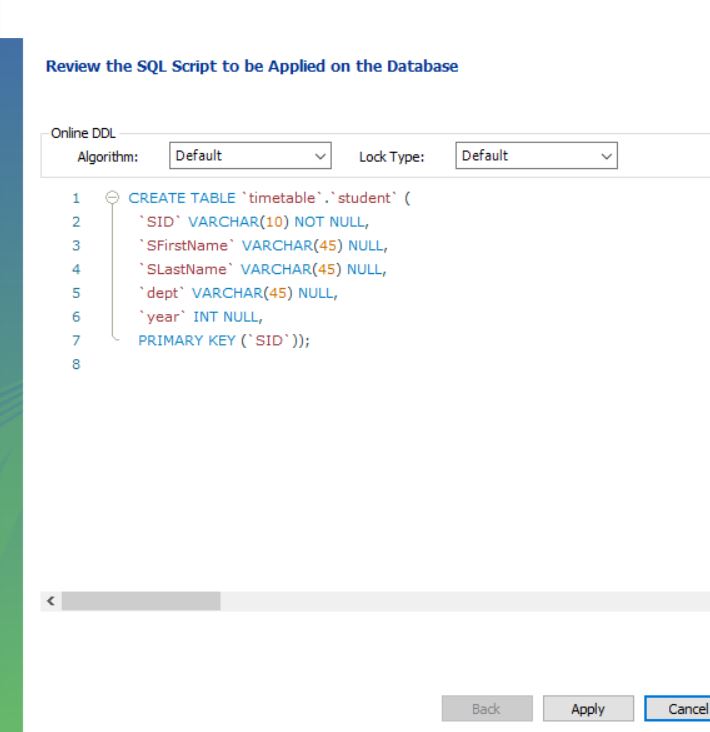 Review the SQL Script to be Applied on the Database
Online DDL
Algorithm: Default Lock Type: Default
1 CREATE TABLE `timetable`.`student` (
2 `SID` VARCHAR(10) NOT NULL,
3 `SFirstName` VARCHAR(45) NULL,
4 `SLastName` VARCHAR(45) NULL,
5 `dept` VARCHAR(45) NULL,
6 `year` INT NULL,
7 PRIMARY KEY (`SID`));
8
Back Apply Cancel